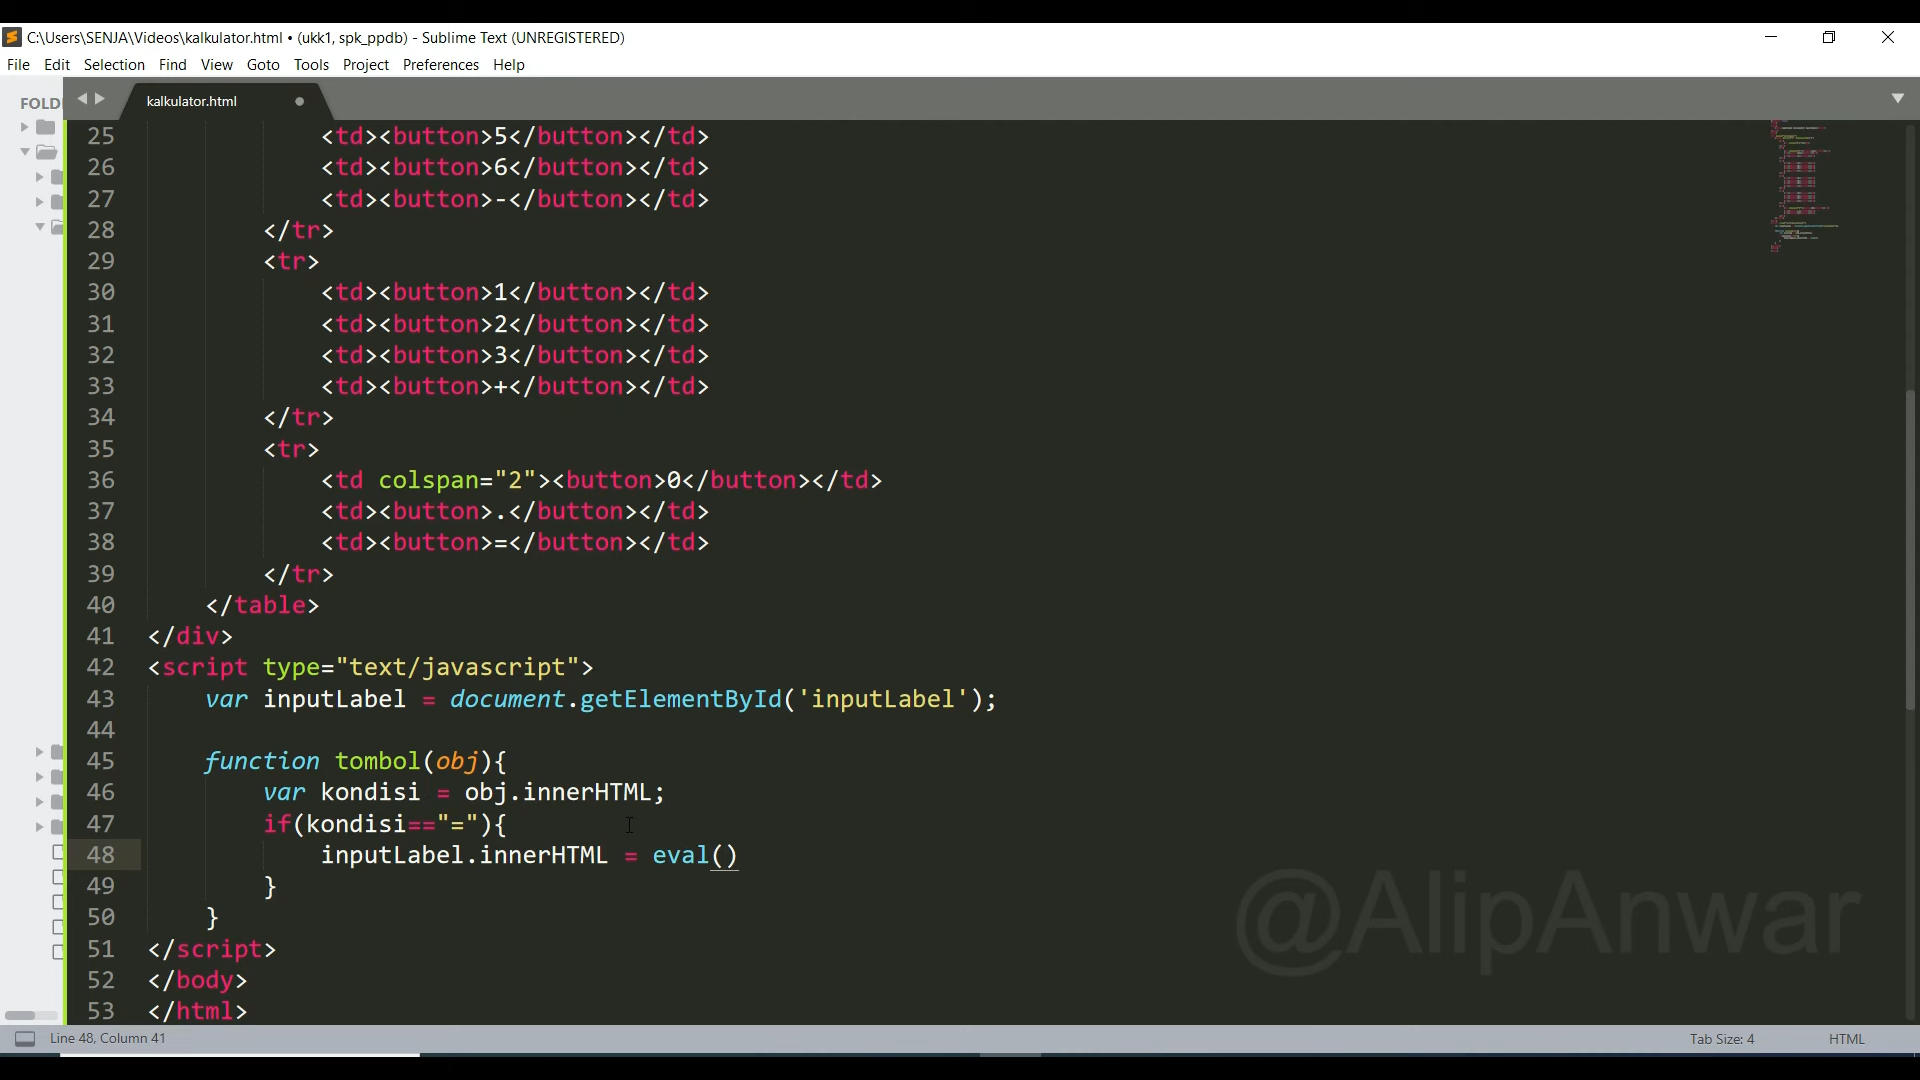 C:\Users\SENJA\Videos\kalkulator.html • (ukk1, spk_ppdb) - Sublime Text (UNREGISTERED)
File Edit Selection Find View Goto Tools Project Preferences Help
FOLD
kalkulator.html
25 <td><button>5</button></td>
26 <td><button>6</button></td>
27 <td><button>-</button></td>
28 </tr>
29 <tr>
30 <td><button>1</button></td>
31 <td><button>2</button></td>
32 <td><button>3</button></td>
33 <td><button>+</button></td>
34 </tr>
35 <tr>
36 <td colspan="2"><button>0</button></td>
37 <td><button>.</button></td>
38 <td><button>=</button></td>
39 </tr>
40 </table>
41 </div>
42 <script type="text/javascript">
43 var inputLabel = document.getElementById('inputLabel');
44
45 function tombol(obj){
46 var kondisi = obj.innerHTML;
47 if(kondisi=="="){
48 inputLabel.innerHTML = eval()
49 }
50 }
51 </script>
52 </body>
53 </html>
@AlipAnwar
Line 48, Column 41
Tab Size: 4
HTML